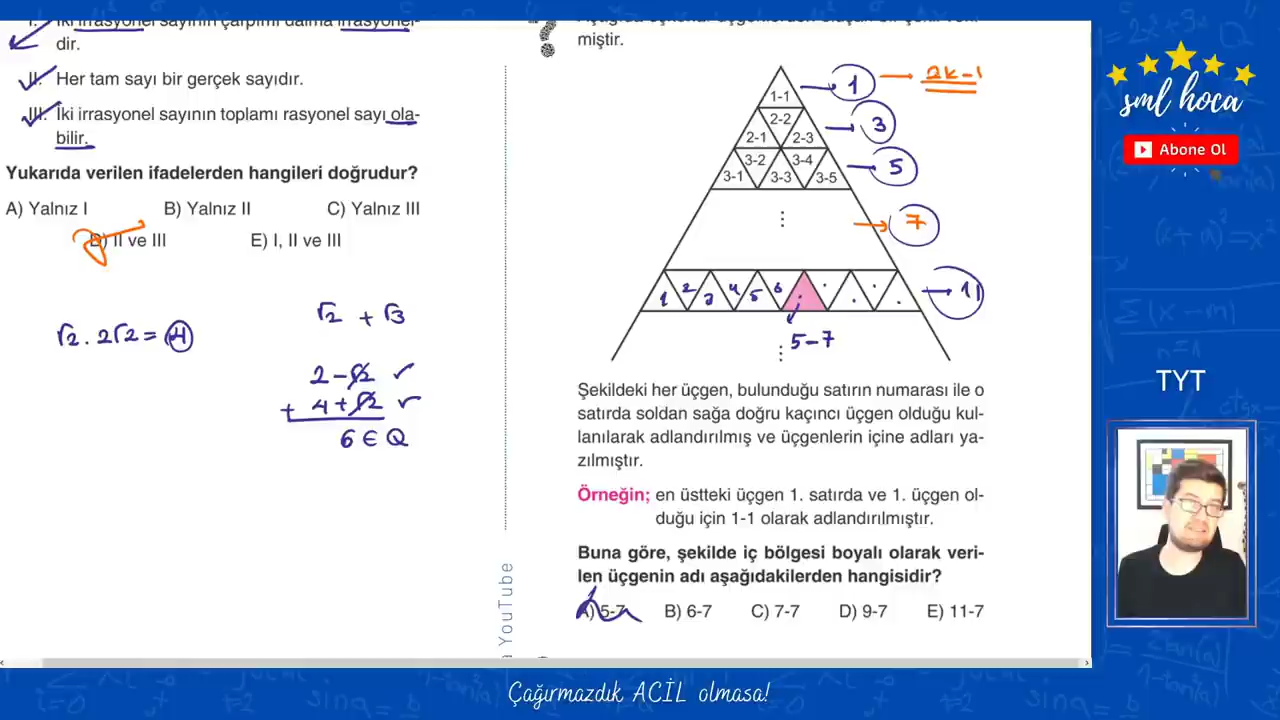 I. İki irrasyonel sayının çarpımı daima irrasyonel-
dir.
II. Her tam sayı bir gerçek sayıdır.
III. İki irrasyonel sayının toplamı rasyonel sayı ola-
bilir.
Yukarıda verilen ifadelerden hangileri doğrudur?
A) Yalnız I B) Yalnız II C) Yalnız III
D) II ve III E) I, II ve III
√2 . 2√2 = 4
√2 + √3
2 - √2
+ 4 + √2
6 ∈ Q
YouTube
miştir.
1-1
2-2
2-1 2-3
3-2 3-4
3-1 3-3 3-5
1 → 2k-1
3
5
7
1 2 3 4 5 6
11
5-7
Şekildeki her üçgen, bulunduğu satırın numarası ile o
satırda soldan sağa doğru kaçıncı üçgen olduğu kul-
lanılarak adlandırılmış ve üçgenlerin içine adları ya-
zılmıştır.
Örneğin; en üstteki üçgen 1. satırda ve 1. üçgen ol-
duğu için 1-1 olarak adlandırılmıştır.
Buna göre, şekilde iç bölgesi boyalı olarak veri-
len üçgenin adı aşağıdakilerden hangisidir?
A) 5-7 B) 6-7 C) 7-7 D) 9-7 E) 11-7
sml hoca
Abone Ol
TYT
Çağırmazdık ACİL olmasa!